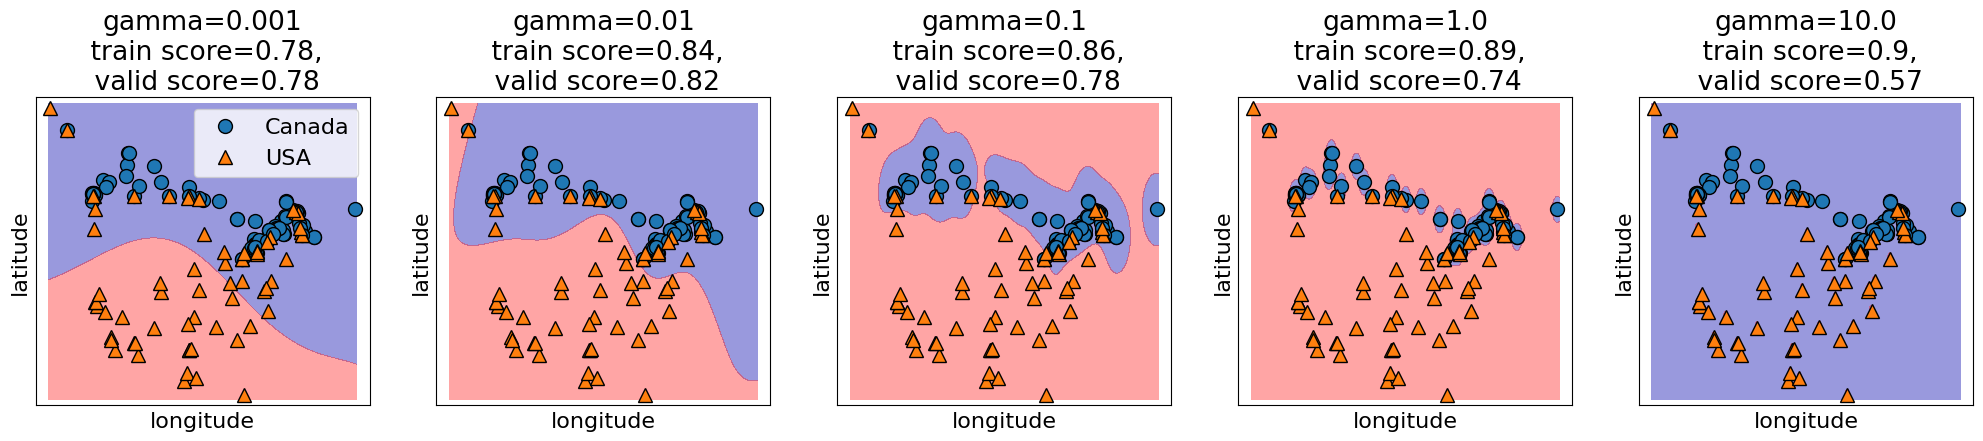 gamma=0.001
train score=0.78,
valid score=0.78
gamma=0.01
train score=0.84,
valid score=0.82
gamma=0.1
train score=0.86,
valid score=0.78
gamma=1.0
train score=0.89,
valid score=0.74
gamma=10.0
train score=0.9,
valid score=0.57
Canada
USA
latitude
longitude
latitude
longitude
latitude
longitude
latitude
longitude
latitude
longitude